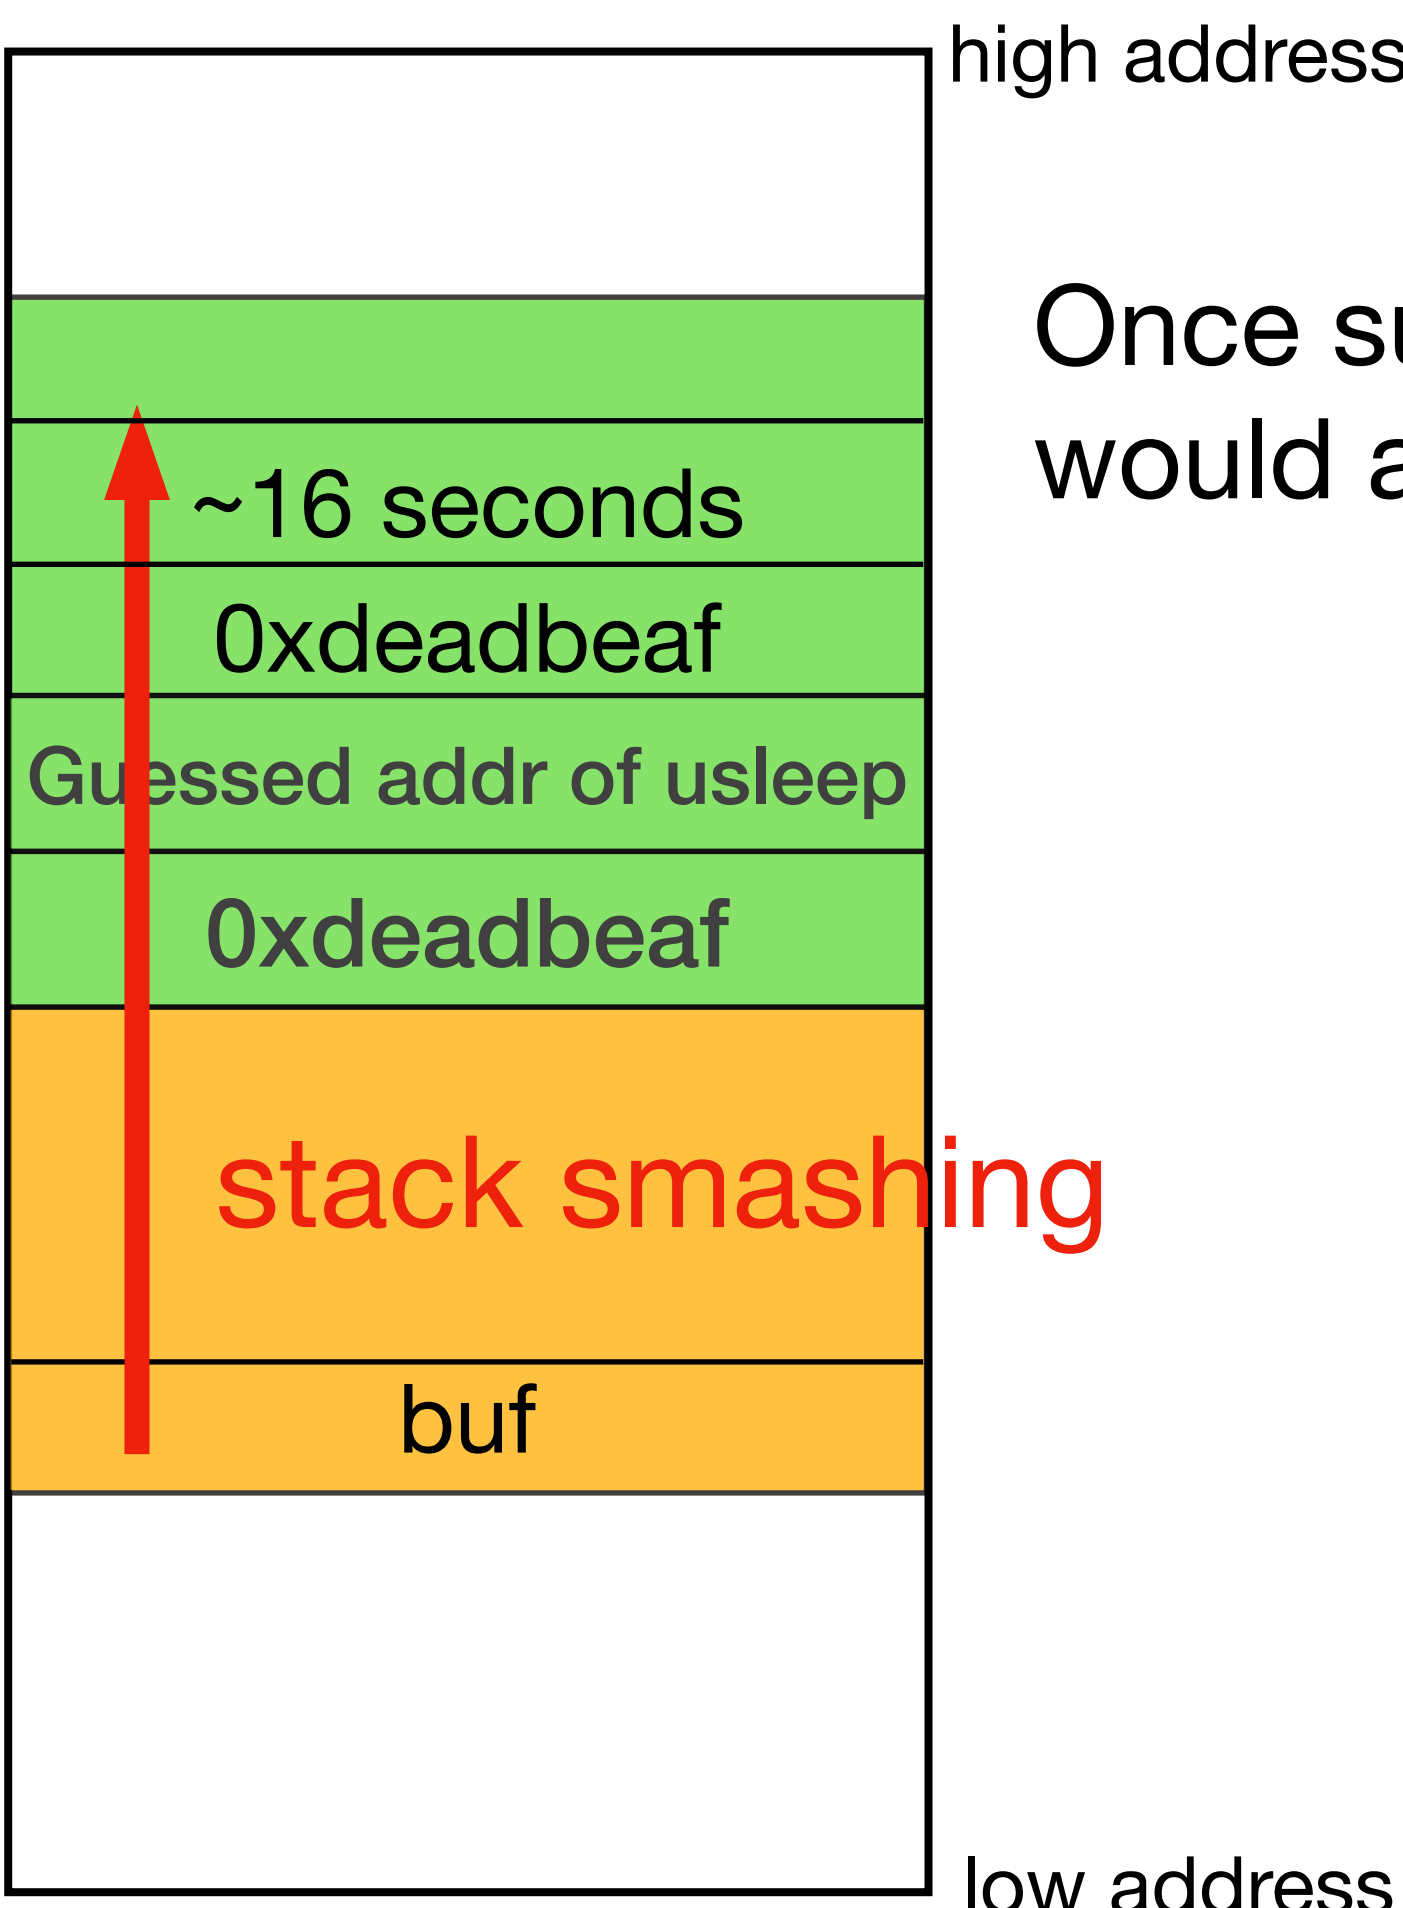 high address
Once su
would a
~16 seconds
0xdeadbeaf
Guessed addr of usleep
0xdeadbeaf
stack smashing
buf
low address